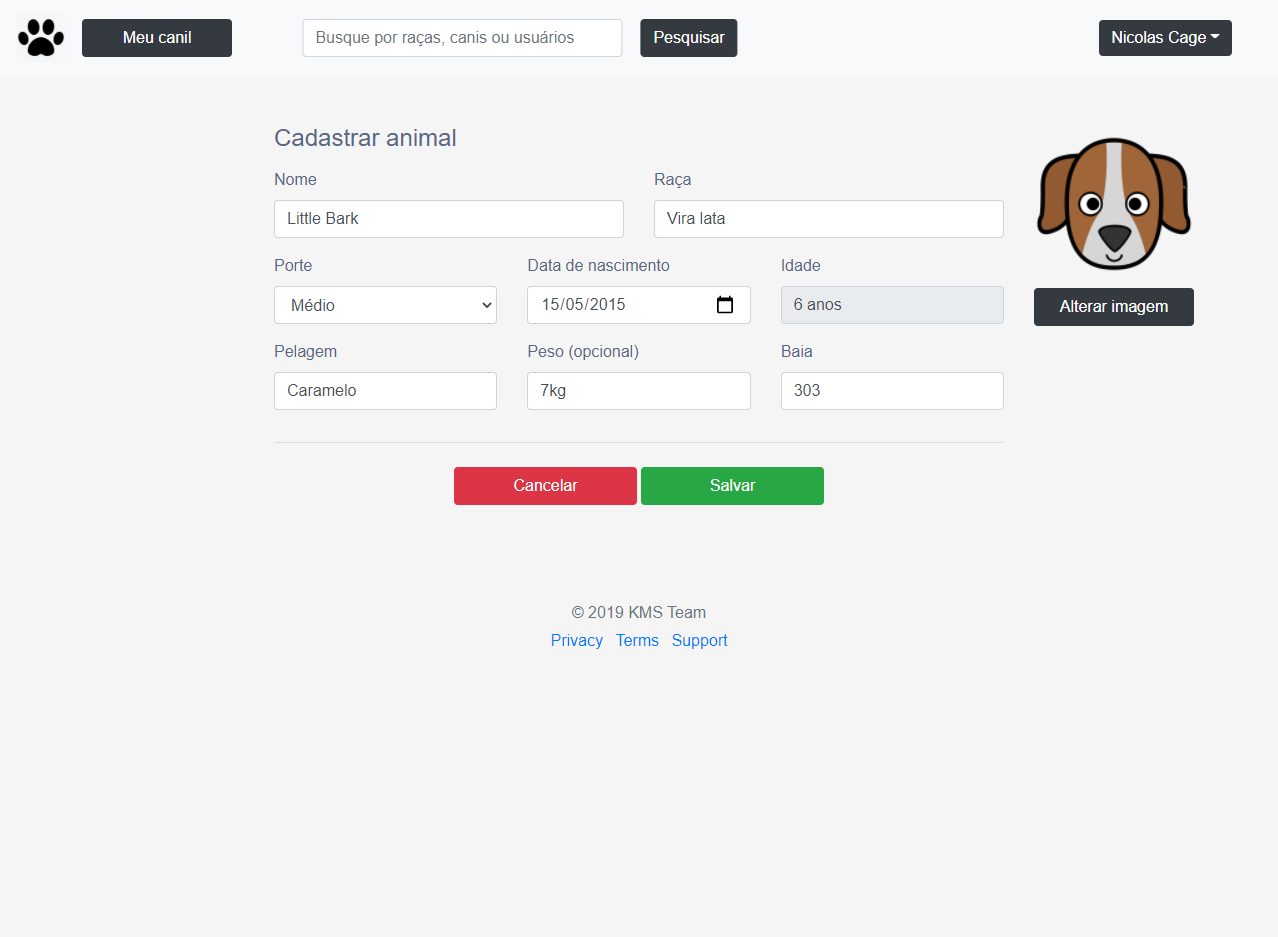 Meu canil
Busque por raças, canis ou usuários
Pesquisar
Nicolas Cage
Cadastrar animal
Nome
Raça
Little Bark
Vira lata
Porte
Data de nascimento
Idade
Médio
15/05/2015
6 anos
Alterar imagem
Pelagem
Peso (opcional)
Baia
Caramelo
7kg
303
Cancelar
Salvar
© 2019 KMS Team
Privacy Terms Support